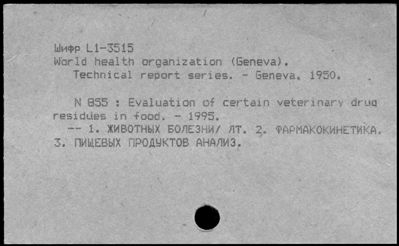 Шифр L1-3515
World health organization (Geneva).
Technical report series. - Geneva, 1950.
N 855 : Evaluation of certain veterinary drug
residues in food. - 1995.
-- 1. ЖИВОТНЫХ БОЛЕЗНИ/ ЛТ. 2. ФАРМАКОКИНЕТИКА.
3. ПИЩЕВЫХ ПРОДУКТОВ АНАЛИЗ.